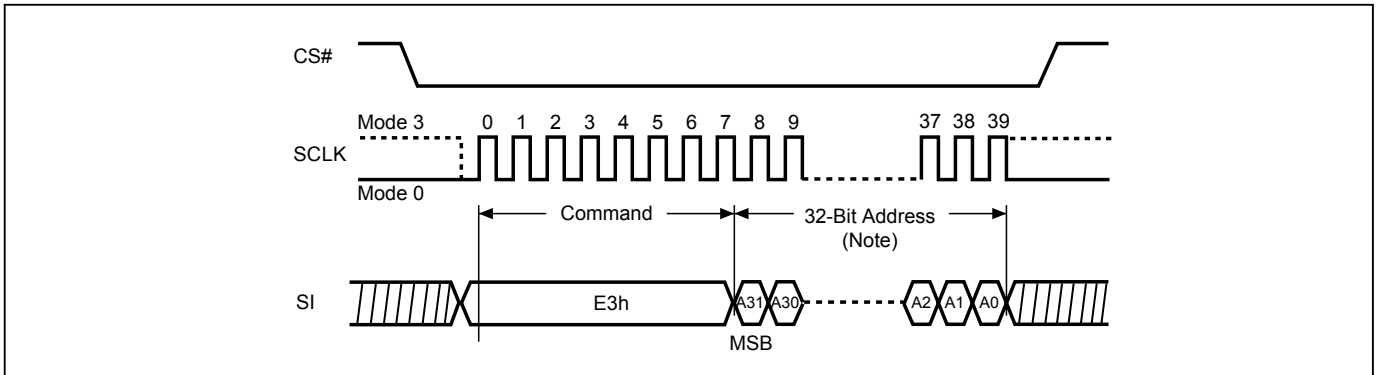 CS#
Mode 3 0 1 2 3 4 5 6 7 8 9 37 38 39
SCLK
Mode 0
Command 32-Bit Address
(Note)
SI E3h A31 A30 A2 A1 A0
MSB